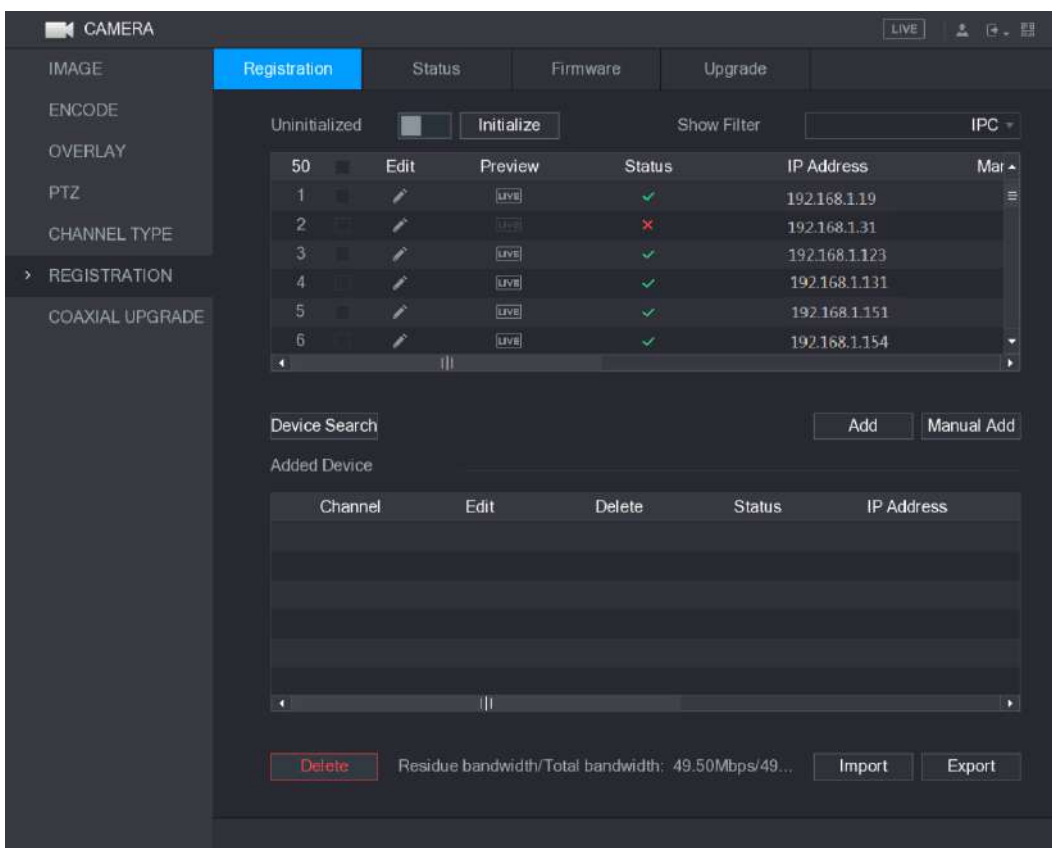 CAMERA LIVE
IMAGE Registration Status Firmware Upgrade
ENCODE
Uninitialized Initialize Show Filter IPC
OVERLAY
50 Edit Preview Status IP Address Mar
PTZ
1 LIVE 192.168.1.19
2 LIVE 192.168.1.31
CHANNEL TYPE
3 LIVE 192.168.1.123
REGISTRATION
4 LIVE 192.168.1.131
COAXIAL UPGRADE
5 LIVE 192.168.1.151
6 LIVE 192.168.1.154
Device Search Add Manual Add
Added Device
Channel Edit Delete Status IP Address
Delete Residue bandwidth/Total bandwidth: 49.50Mbps/49... Import Export